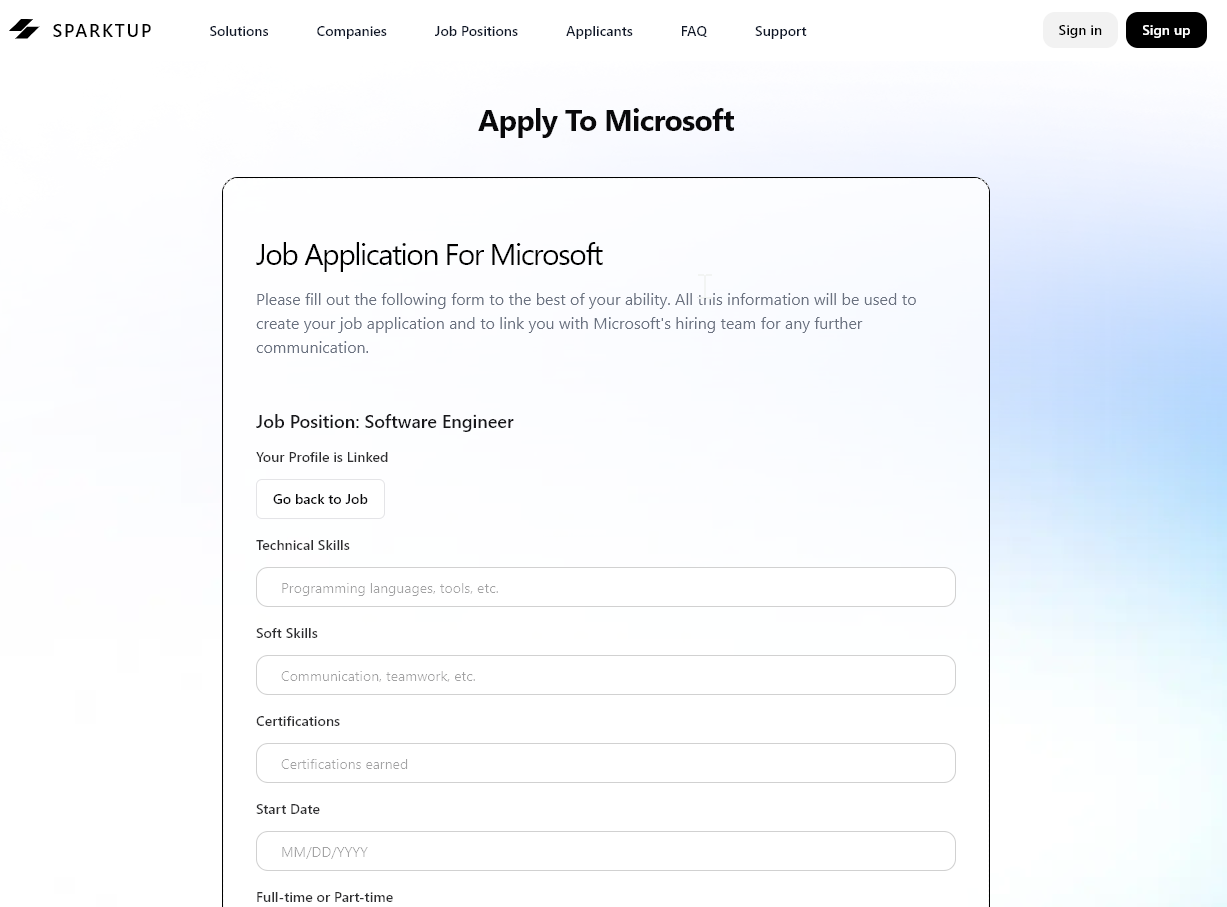 SPARKTUP
Solutions
Companies
Job Positions
Applicants
FAQ
Support
Sign in
Sign up
Apply To Microsoft
Job Application For Microsoft
Please fill out the following form to the best of your ability. All this information will be used to
create your job application and to link you with Microsoft's hiring team for any further
communication.
Job Position: Software Engineer
Your Profile is Linked
Go back to Job
Technical Skills
Programming languages, tools, etc.
Soft Skills
Communication, teamwork, etc.
Certifications
Certifications earned
Start Date
MM/DD/YYYY
Full-time or Part-time